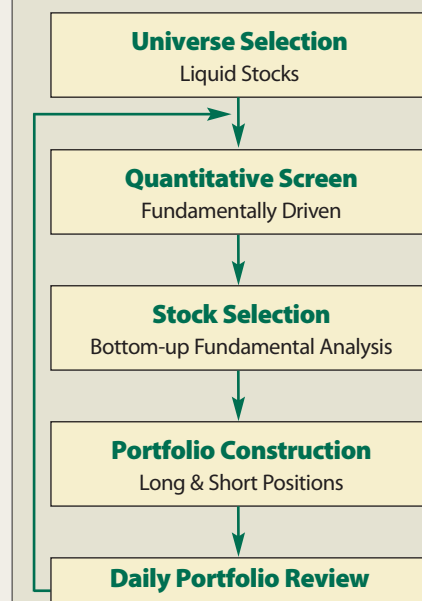 Universe Selection
Liquid Stocks
Quantitative Screen
Fundamentally Driven
Stock Selection
Bottom-up Fundamental Analysis
Portfolio Construction
Long & Short Positions
Daily Portfolio Review